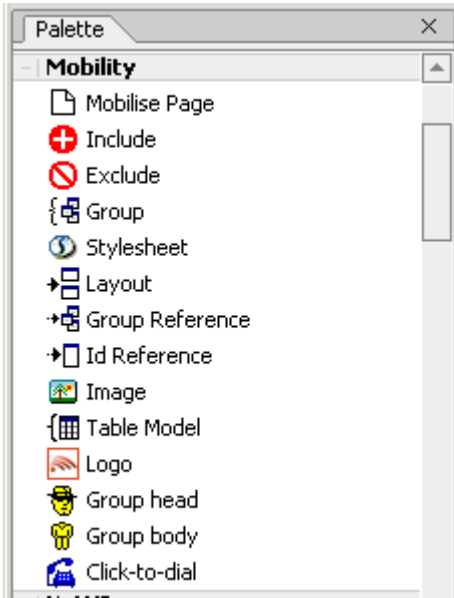 Palette
Mobility
Mobilise Page
Include
Exclude
Group
Stylesheet
Layout
Group Reference
Id Reference
Image
Table Model
Logo
Group head
Group body
Click-to-dial